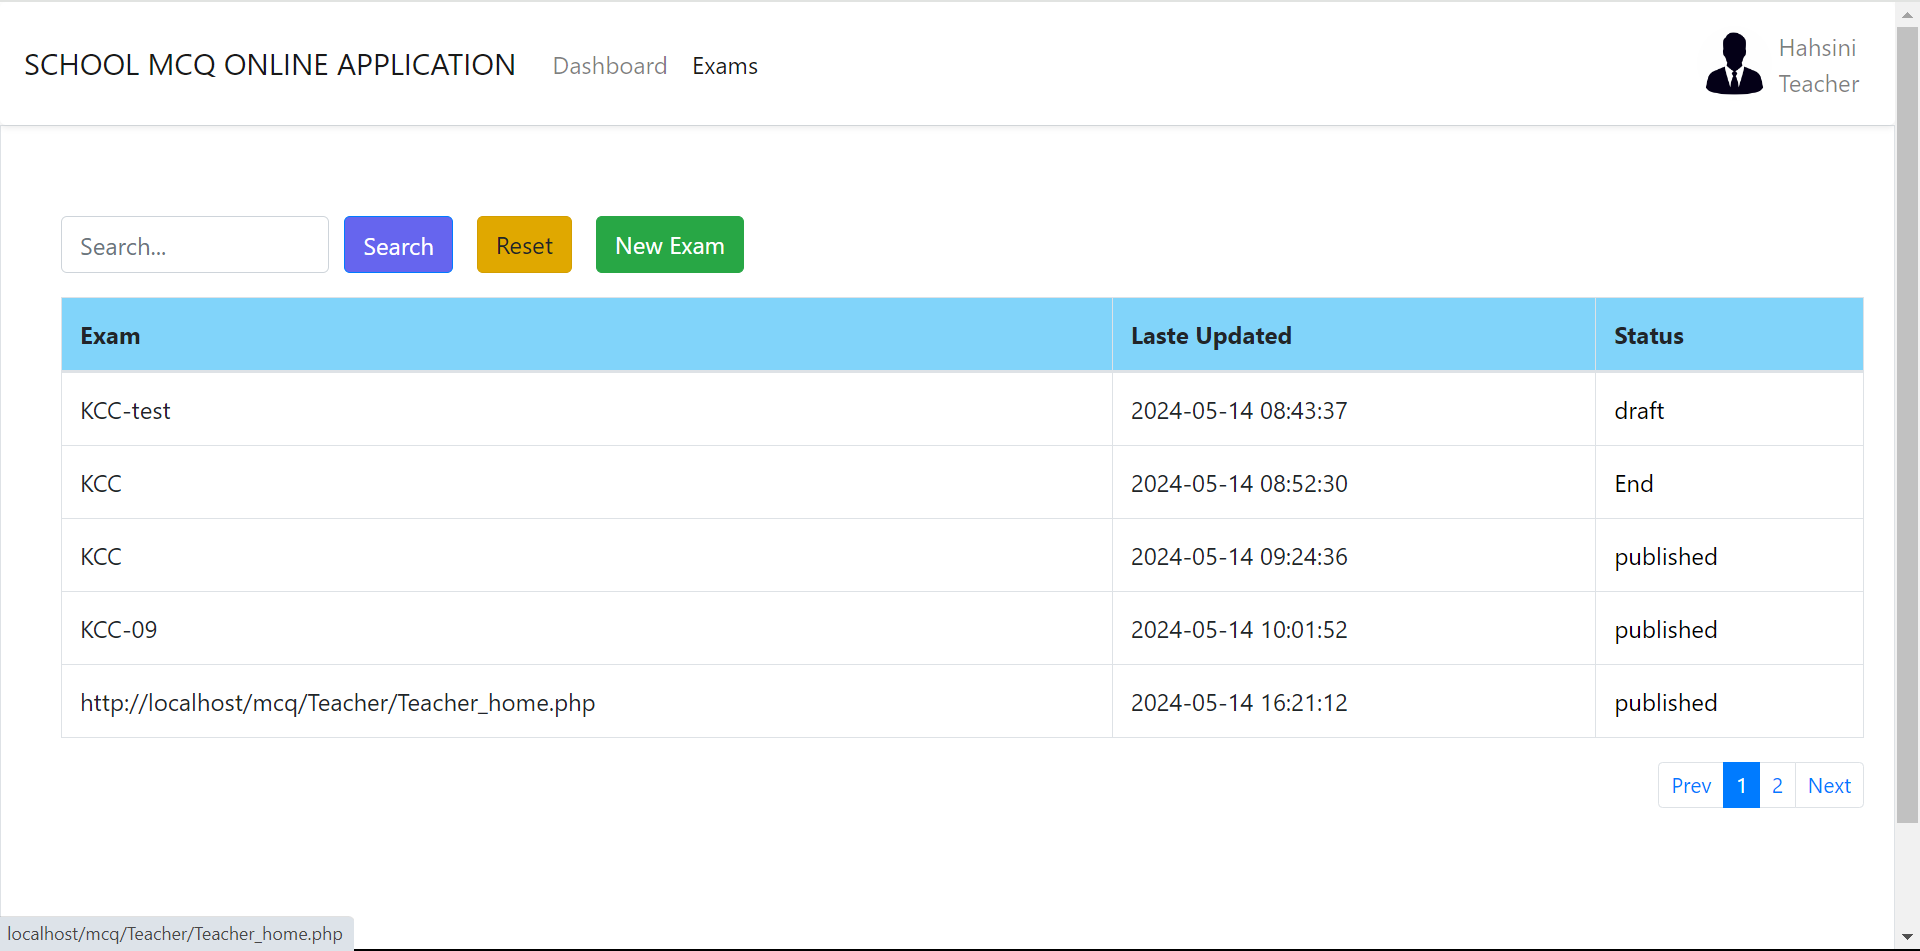 SCHOOL MCQ ONLINE APPLICATION Dashboard Exams
Hahsini
Teacher
Search... Search Reset New Exam
Exam Laste Updated Status
KCC-test 2024-05-14 08:43:37 draft
KCC 2024-05-14 08:52:30 End
KCC 2024-05-14 09:24:36 published
KCC-09 2024-05-14 10:01:52 published
http://localhost/mcq/Teacher/Teacher_home.php 2024-05-14 16:21:12 published
Prev 1 2 Next
localhost/mcq/Teacher/Teacher_home.php